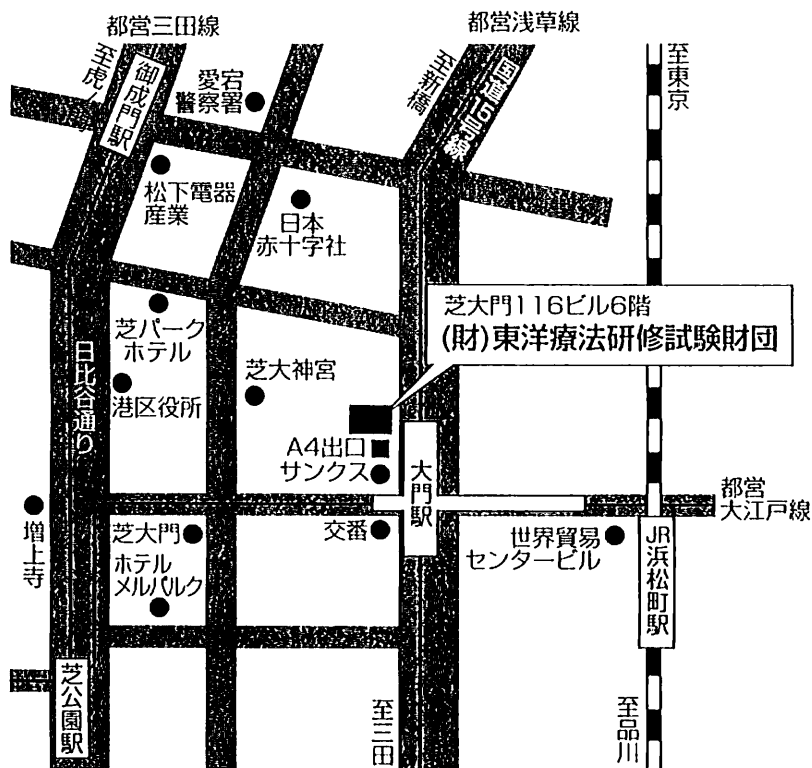 都営三田線
都営浅草線
至虎ノ
御成門駅
愛宕
警察署
至新橋
国道15号線
至東京
松下電器
産業
日本
赤十字社
芝大門116ビル6階
(財)東洋療法研修試験財団
芝パーク
ホテル
日比谷通り
港区役所
芝大神宮
A4出口
サンクス
大門駅
都営
大江戸線
増上寺
芝大門
ホテル
メルパルク
交番
世界貿易
センタービル
JR浜松町駅
芝公園駅
至三田
至品川